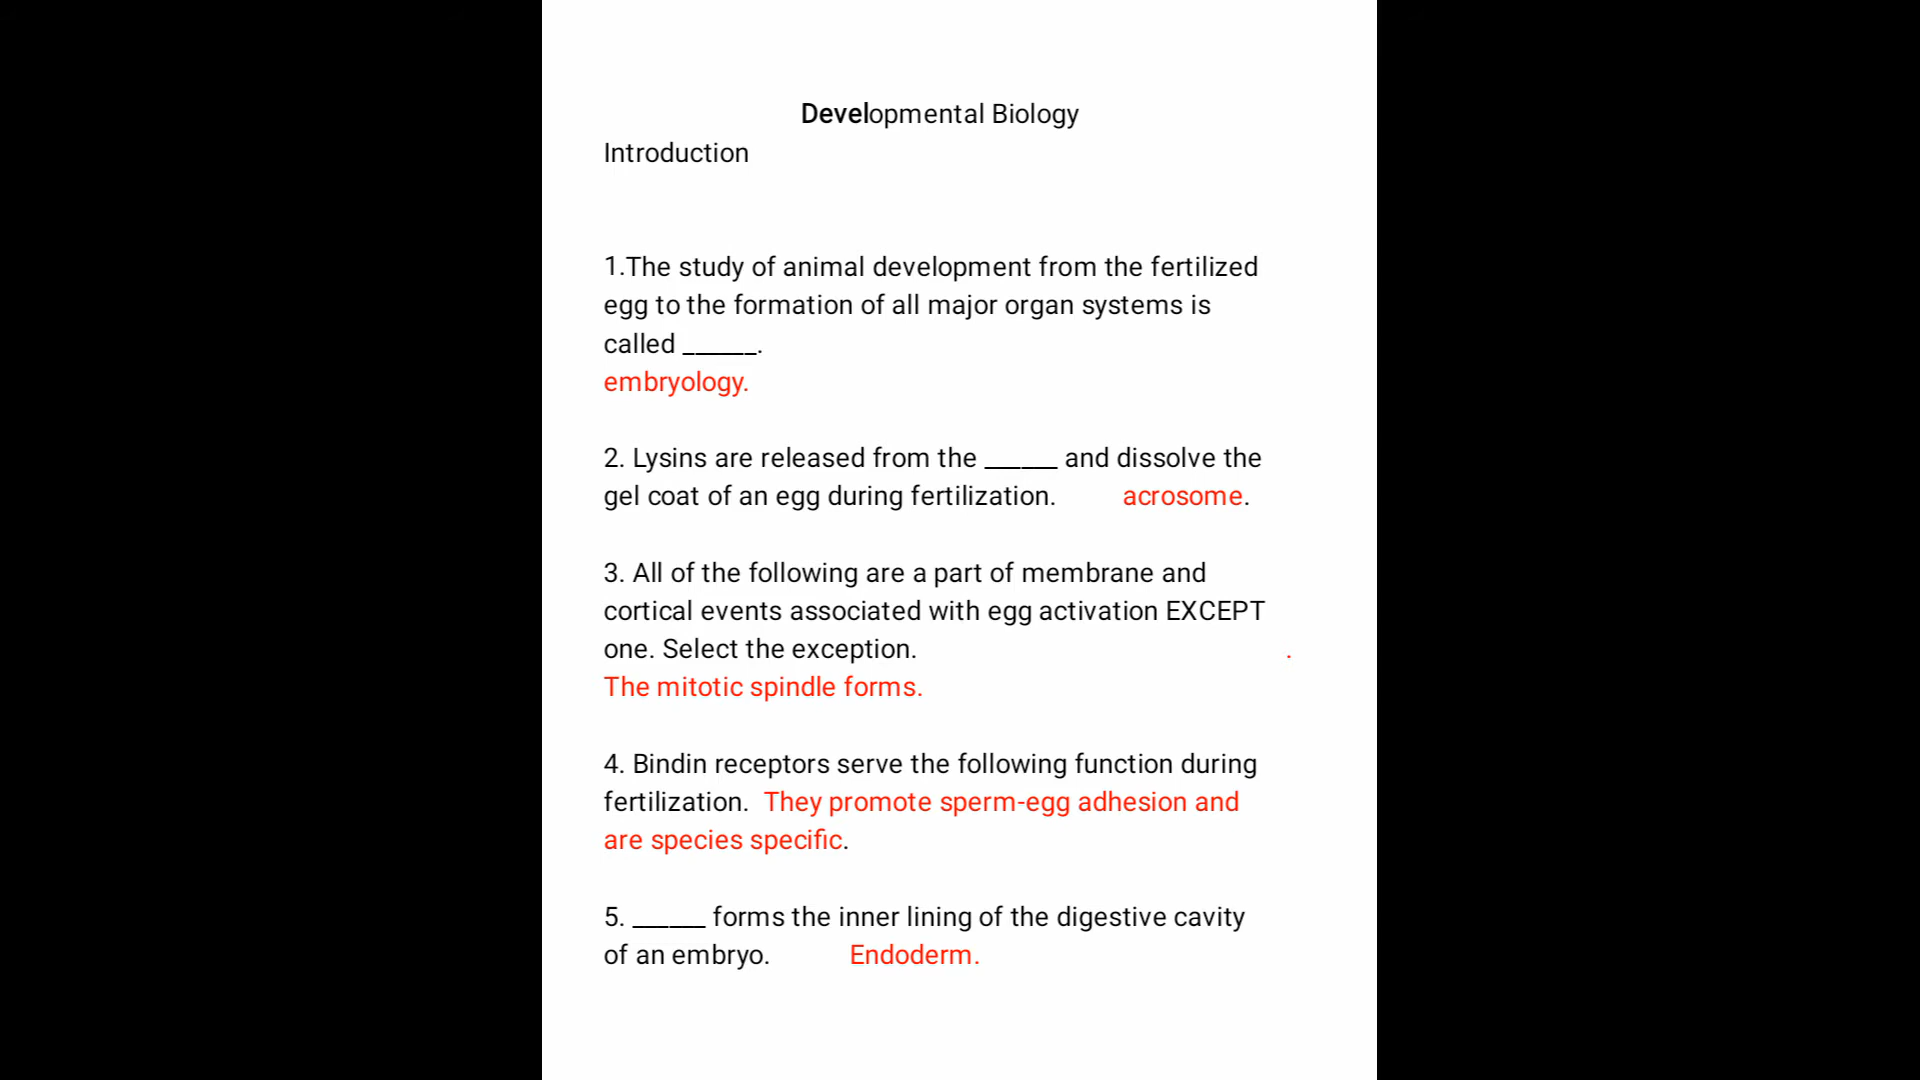 Developmental Biology
Introduction
1.The study of animal development from the fertilized
egg to the formation of all major organ systems is
called ______.
embryology.
2. Lysins are released from the ______ and dissolve the
gel coat of an egg during fertilization. acrosome.
3. All of the following are a part of membrane and
cortical events associated with egg activation EXCEPT
one. Select the exception. .
The mitotic spindle forms.
4. Bindin receptors serve the following function during
fertilization. They promote sperm-egg adhesion and
are species specific.
5. ______ forms the inner lining of the digestive cavity
of an embryo. Endoderm.